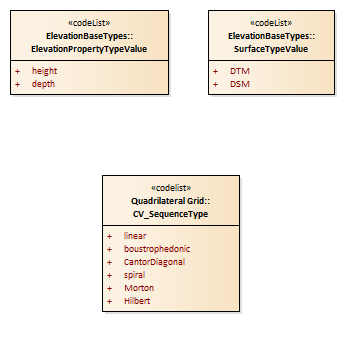 «codeList»
ElevationBaseTypes::
ElevationPropertyTypeValue
+ height
+ depth
«codeList»
ElevationBaseTypes::
SurfaceTypeValue
+ DTM
+ DSM
«codelist»
Quadrilateral Grid::
CV_SequenceType
+ linear
+ boustrophedonic
+ CantorDiagonal
+ spiral
+ Morton
+ Hilbert